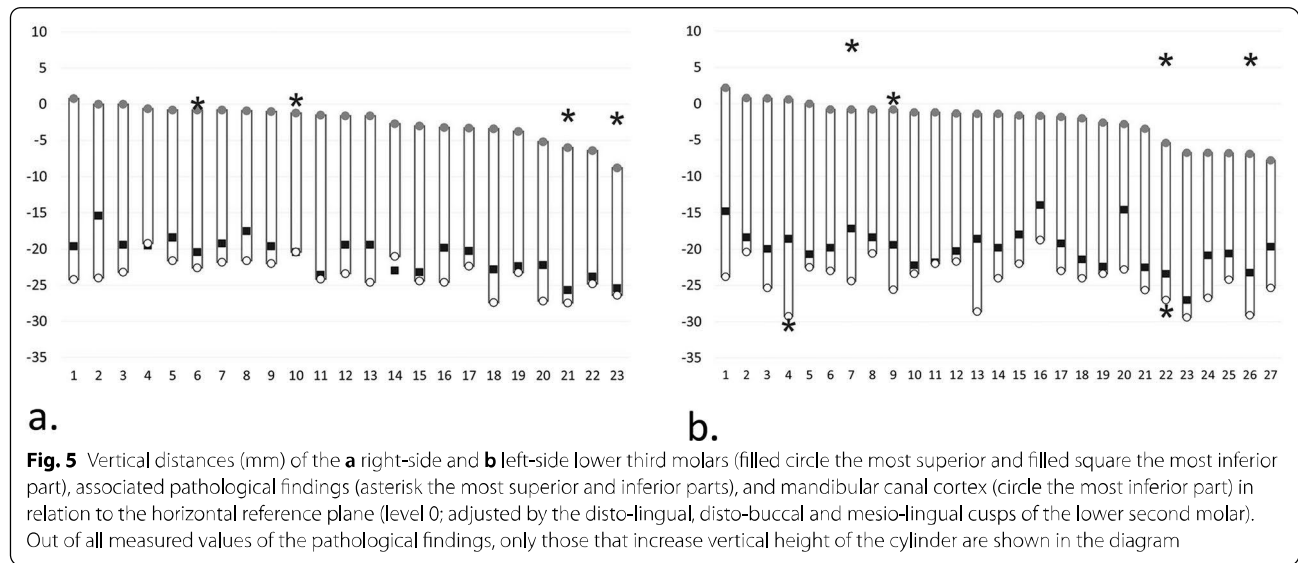 10
5
0
-5
-10
-15
-20
-25
-30
-35
1 2 3 4 5 6 7 8 9 10 11 12 13 14 15 16 17 18 19 20 21 22 23
a.
10
5
0
-5
-10
-15
-20
-25
-30
-35
1 2 3 4 5 6 7 8 9 10 11 12 13 14 15 16 17 18 19 20 21 22 23 24 25 26 27
b.
Fig. 5 Vertical distances (mm) of the a right-side and b left-side lower third molars (filled circle the most superior and filled square the most inferior
part), associated pathological findings (asterisk the most superior and inferior parts), and mandibular canal cortex (circle the most inferior part) in
relation to the horizontal reference plane (level 0; adjusted by the disto-lingual, disto-buccal and mesio-lingual cusps of the lower second molar).
Out of all measured values of the pathological findings, only those that increase vertical height of the cylinder are shown in the diagram